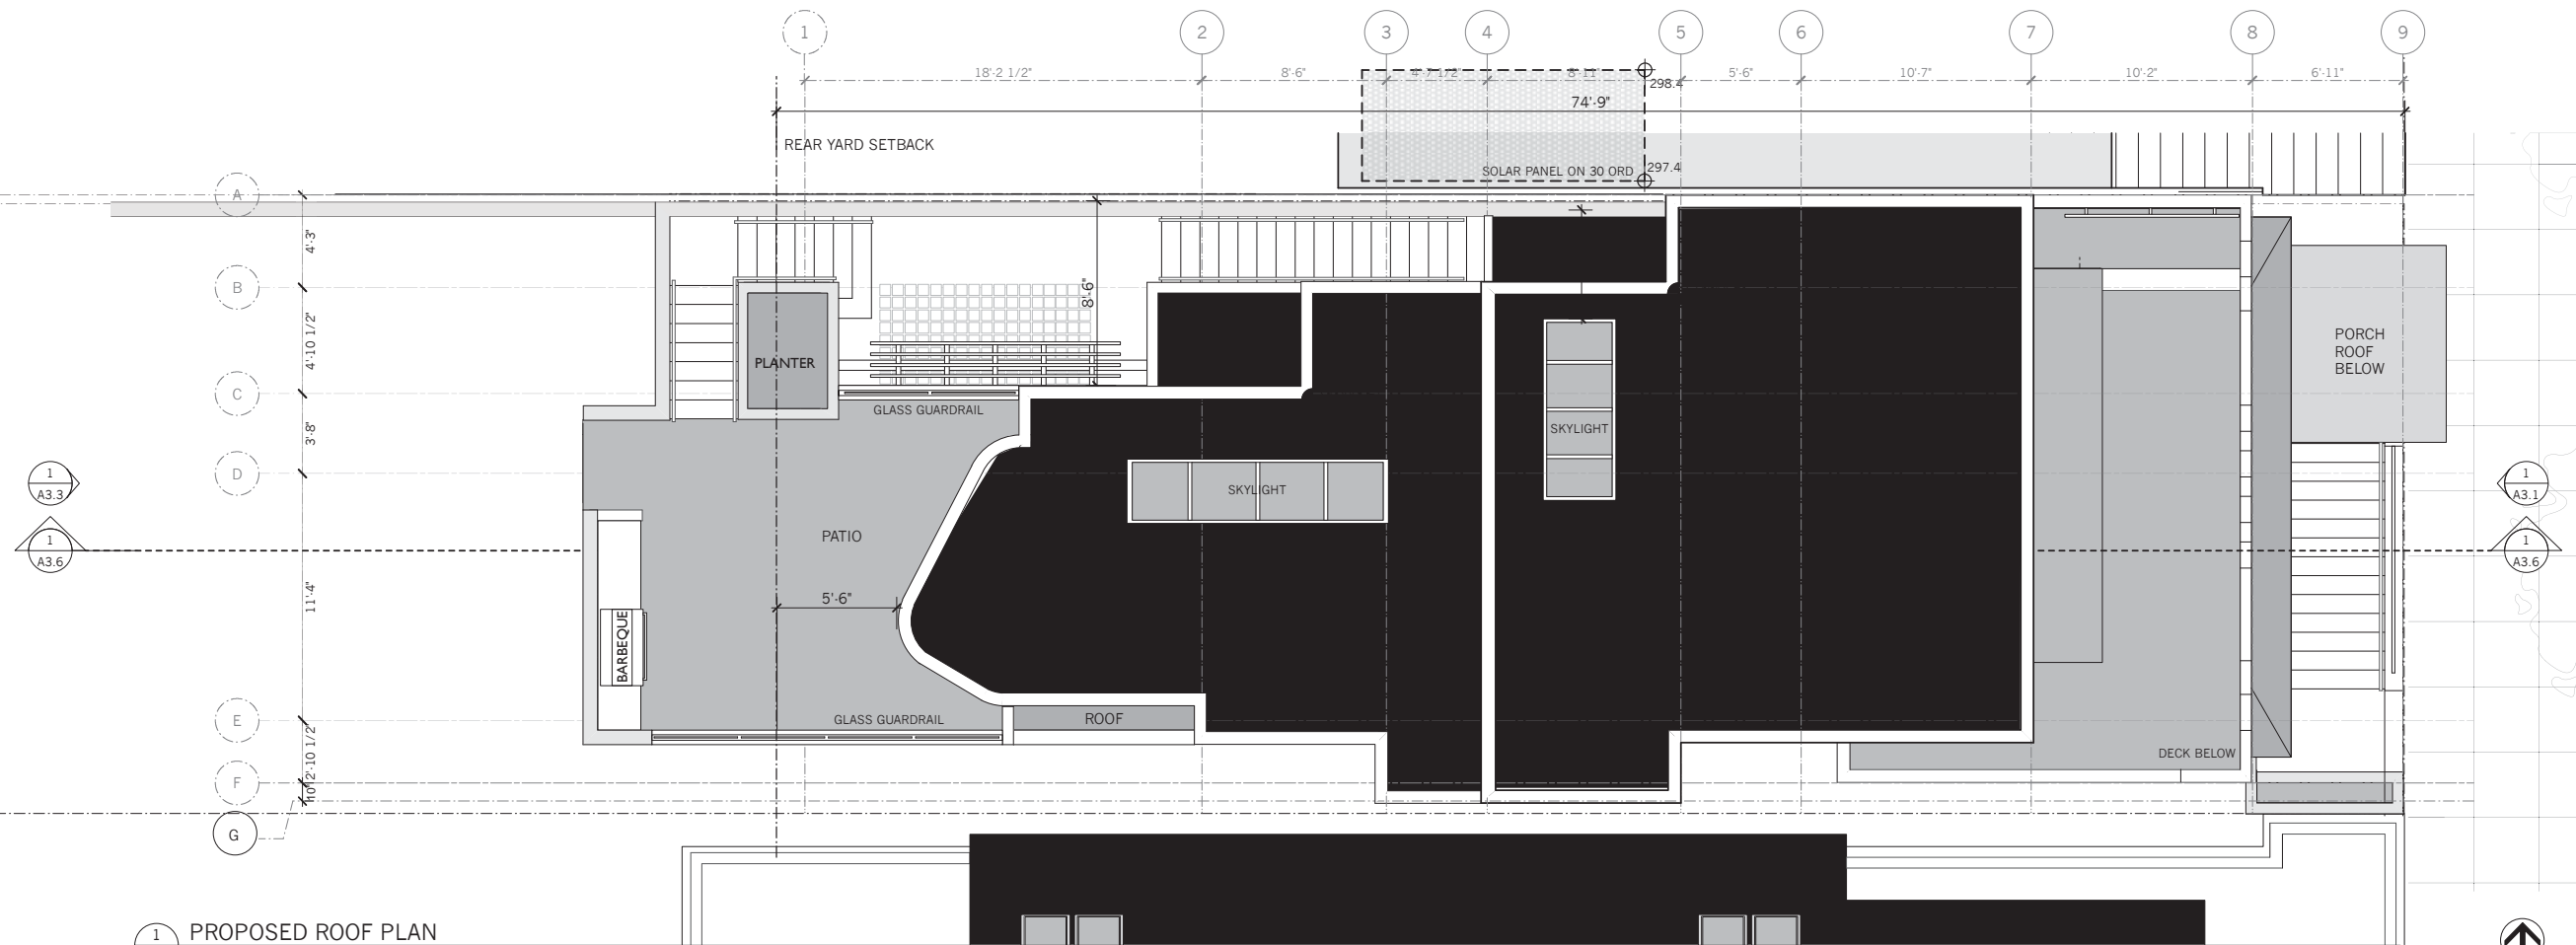 1 2 3 4 5 6 7 8 9
18'-2 1/2" 8'-6" 4'-7 1/2" 8'-11" 5'-6" 10'-7" 10'-2" 6'-11"
298.4
74'-9"
REAR YARD SETBACK
SOLAR PANEL ON 30 ORD
297.4
A
4'-3"
B
8'-6"
4'-10 1/2"
PLANTER
PORCH
ROOF
BELOW
C
GLASS GUARDRAIL
3'-8"
SKYLIGHT
D
1
A3.3
SKYLIGHT
1
A3.1
PATIO
1
A3.6
1
A3.6
11'-4"
5'-6"
BARBEQUE
E
GLASS GUARDRAIL
ROOF
2'-10 1/2"
DECK BELOW
F
10"
G
1
PROPOSED ROOF PLAN